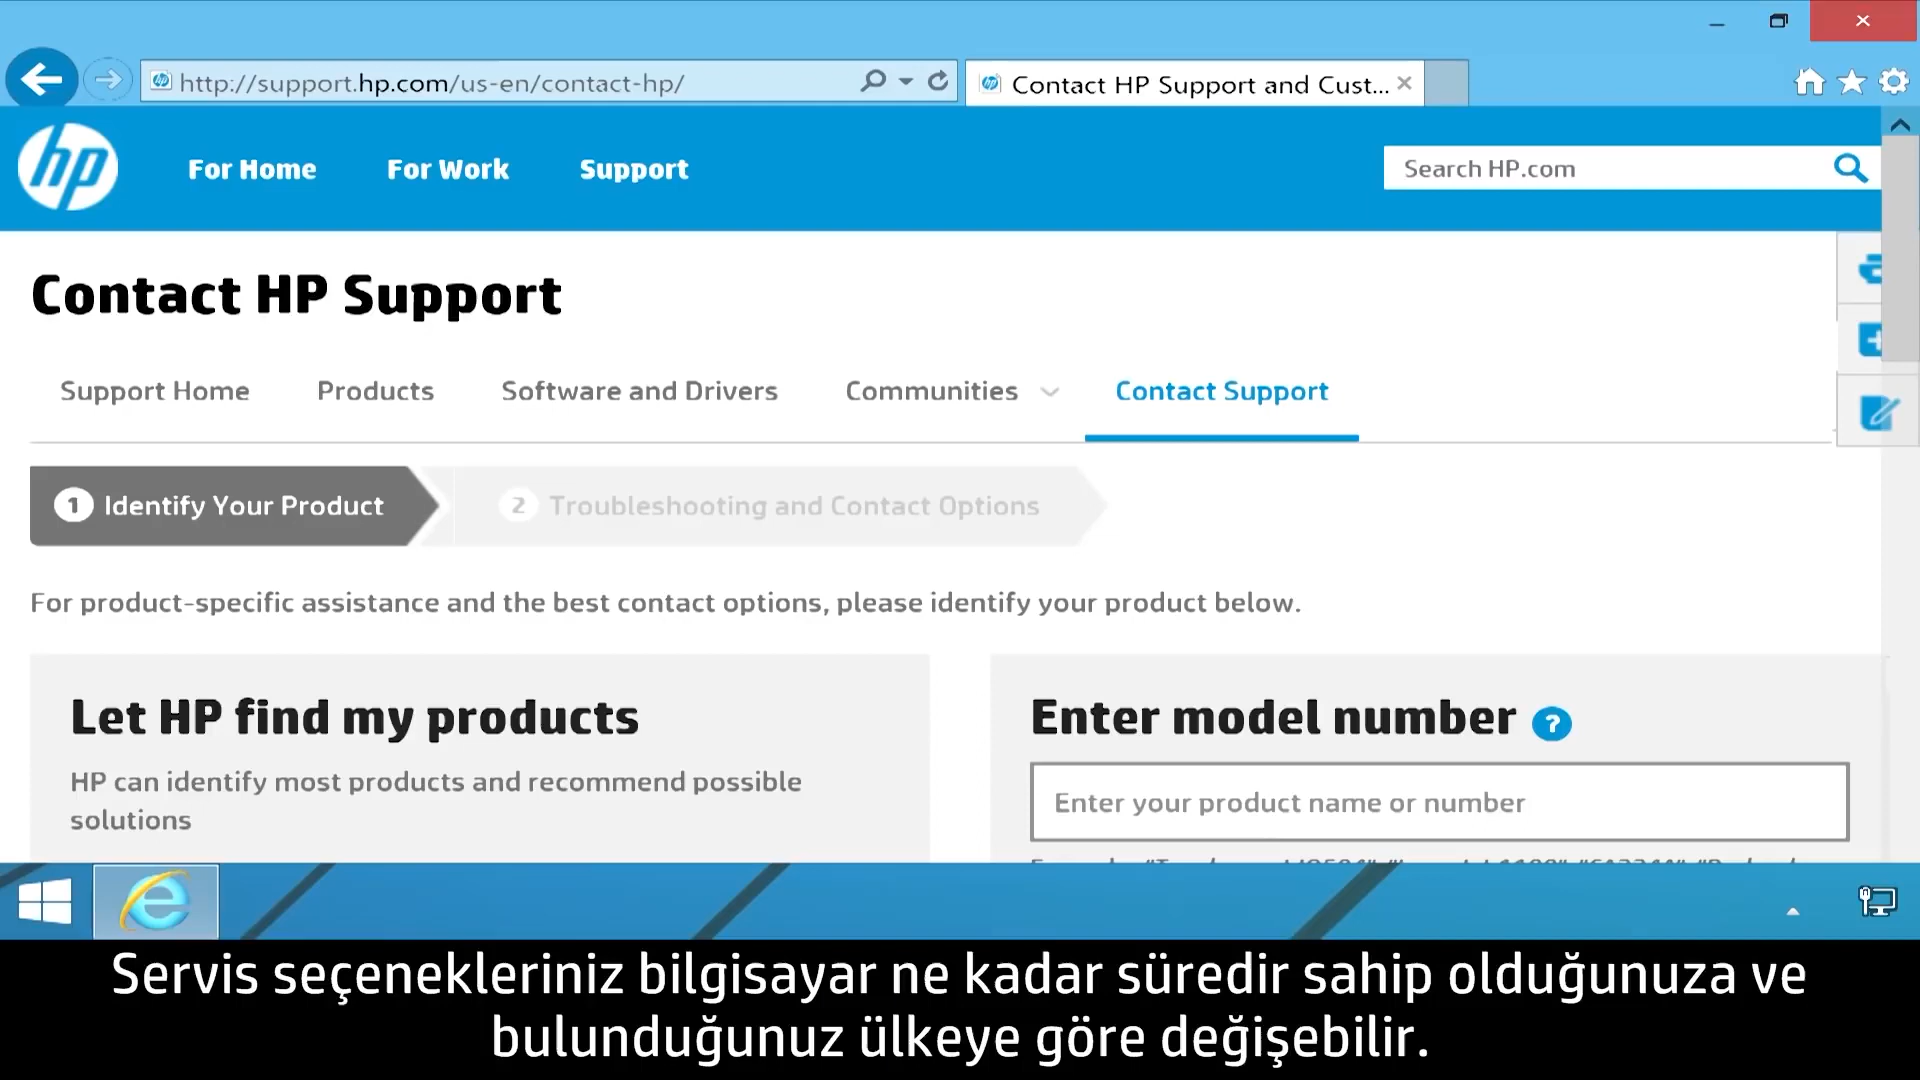 http://support.hp.com/us-en/contact-hp/
Contact HP Support and Cust...
hp
For Home
For Work
Support
Search HP.com
Contact HP Support
Support Home
Products
Software and Drivers
Communities
Contact Support
1 Identify Your Product
2 Troubleshooting and Contact Options
For product-specific assistance and the best contact options, please identify your product below.
Let HP find my products
HP can identify most products and recommend possible
solutions
Enter model number ?
Enter your product name or number
Servis seçenekleriniz bilgisayar ne kadar süredir sahip olduğunuza ve
bulunduğunuz ülkeye göre değişebilir.